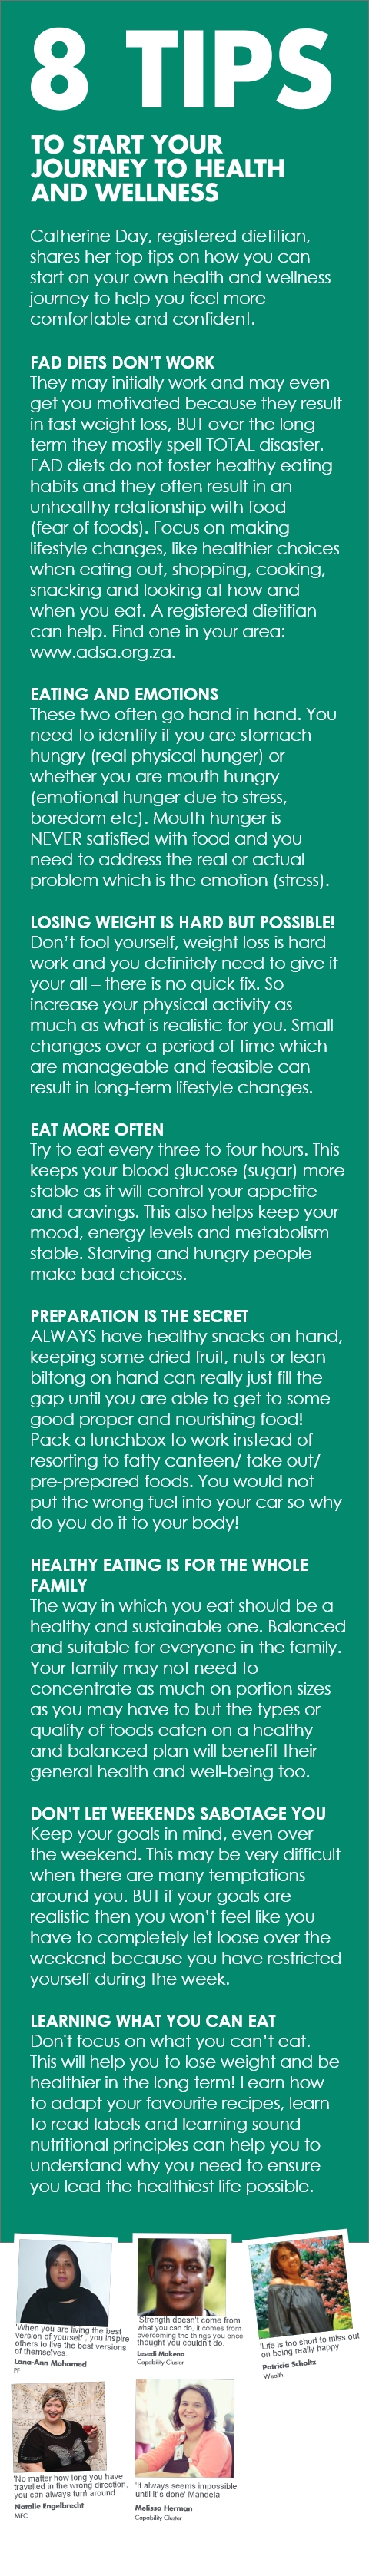 8 TIPS
TO START YOUR
JOURNEY TO HEALTH
AND WELLNESS
Catherine Day, registered dietitian,
shares her top tips on how you can
start on your own health and wellness
journey to help you feel more
comfortable and confident.
FAD DIETS DON'T WORK
They may initially work and may even
get you motivated because they result
in fast weight loss, BUT over the long
term they mostly spell TOTAL disaster.
FAD diets do not foster healthy eating
habits and they often result in an
unhealthy relationship with food
(fear of foods). Focus on making
lifestyle changes, like healthier choices
when eating out, shopping, cooking,
snacking and looking at how and
when you eat. A registered dietitian
can help. Find one in your area:
www.adsa.org.za.
EATING AND EMOTIONS
These two often go hand in hand. You
need to identify if you are stomach
hungry (real physical hunger) or
whether you are mouth hungry
(emotional hunger due to stress,
boredom etc). Mouth hunger is
NEVER satisfied with food and you
need to address the real or actual
problem which is the emotion (stress).
LOSING WEIGHT IS HARD BUT POSSIBLE!
Don't fool yourself, weight loss is hard
work and you definitely need to give it
your all – there is no quick fix. So
increase your physical activity as
much as what is realistic for you. Small
changes over a period of time which
are manageable and feasible can
result in long-term lifestyle changes.
EAT MORE OFTEN
Try to eat every three to four hours. This
keeps your blood glucose (sugar) more
stable as it will control your appetite
and cravings. This also helps keep your
mood, energy levels and metabolism
stable. Starving and hungry people
make bad choices.
PREPARATION IS THE SECRET
ALWAYS have healthy snacks on hand,
keeping some dried fruit, nuts or lean
biltong on hand can really just fill the
gap until you are able to get to some
good proper and nourishing food!
Pack a lunchbox to work instead of
resorting to fatty canteen/ take out/
pre-prepared foods. You would not
put the wrong fuel into your car so why
do you do it to your body!
HEALTHY EATING IS FOR THE WHOLE
FAMILY
The way in which you eat should be a
healthy and sustainable one. Balanced
and suitable for everyone in the family.
Your family may not need to
concentrate as much on portion sizes
as you may have to but the types or
quality of foods eaten on a healthy
and balanced plan will benefit their
general health and well-being too.
DON'T LET WEEKENDS SABOTAGE YOU
Keep your goals in mind, even over
the weekend. This may be very difficult
when there are many temptations
around you. BUT if your goals are
realistic then you won't feel like you
have to completely let loose over the
weekend because you have restricted
yourself during the week.
LEARNING WHAT YOU CAN EAT
Don't focus on what you can't eat.
This will help you to lose weight and be
healthier in the long term! Learn how
to adapt your favourite recipes, learn
to read labels and learning sound
nutritional principles can help you to
understand why you need to ensure
you lead the healthiest life possible.
'When you are living the best
version of yourself , you inspire
others to live the best versions
of themselves.
Lana-Ann Mohamed
PF
'Strength doesn't come from
what you can do. it comes from
overcoming the things you once
thought you couldn't do.
Lesedi Makena
Capability Cluster
'Life is too short to miss out
on being really happy
Patricia Scholtz
Wealth
'No matter how long you have
travelled in the wrong direction,
you can always turn around.
Natalie Engelbrecht
MFC
'It always seems impossible
until it's done' Mandela
Melissa Herman
Capability Cluster